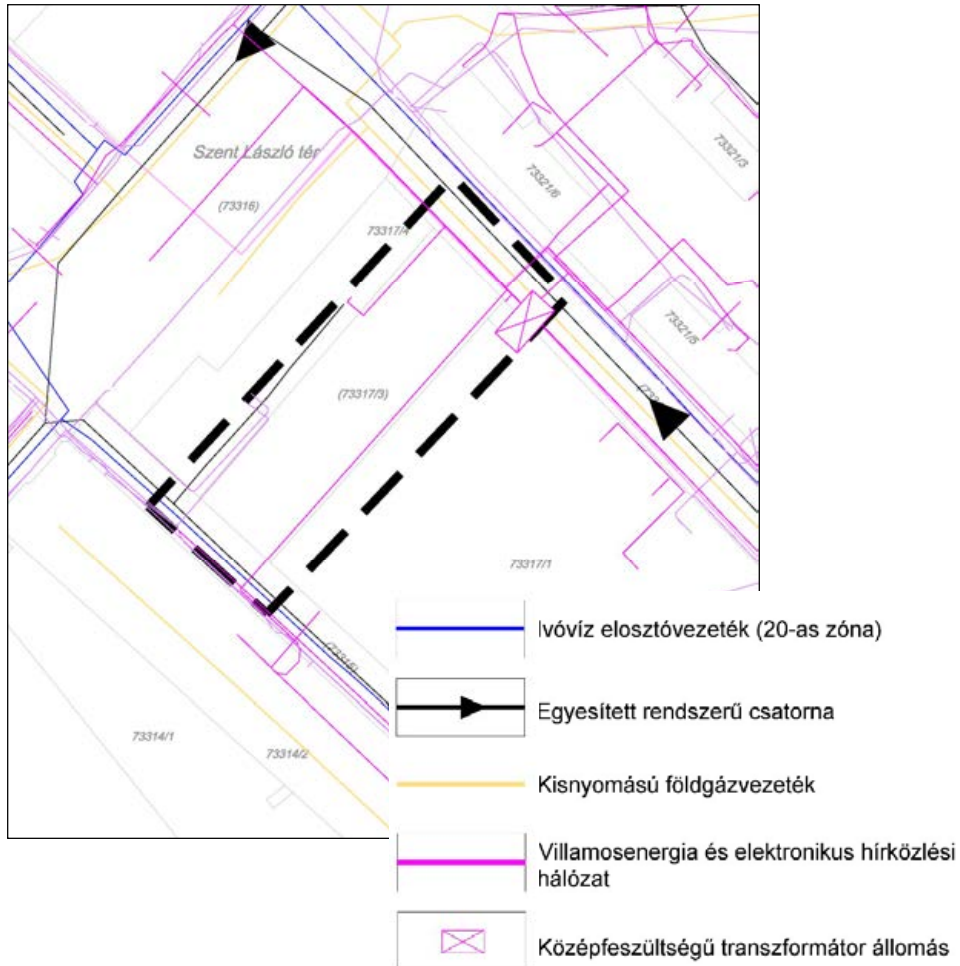 Szent László tér
(73316)
73317/4
73321/6
73321/3
73321/5
(73317/3)
73317/1
(73315)
73314/1
73314/2
Ivóvíz elosztóvezeték (20-as zóna)
Egyesített rendszerű csatorna
Kisnyomású földgázvezeték
Villamosenergia és elektronikus hírközlési
hálózat
Középfeszültségű transzformátor állomás